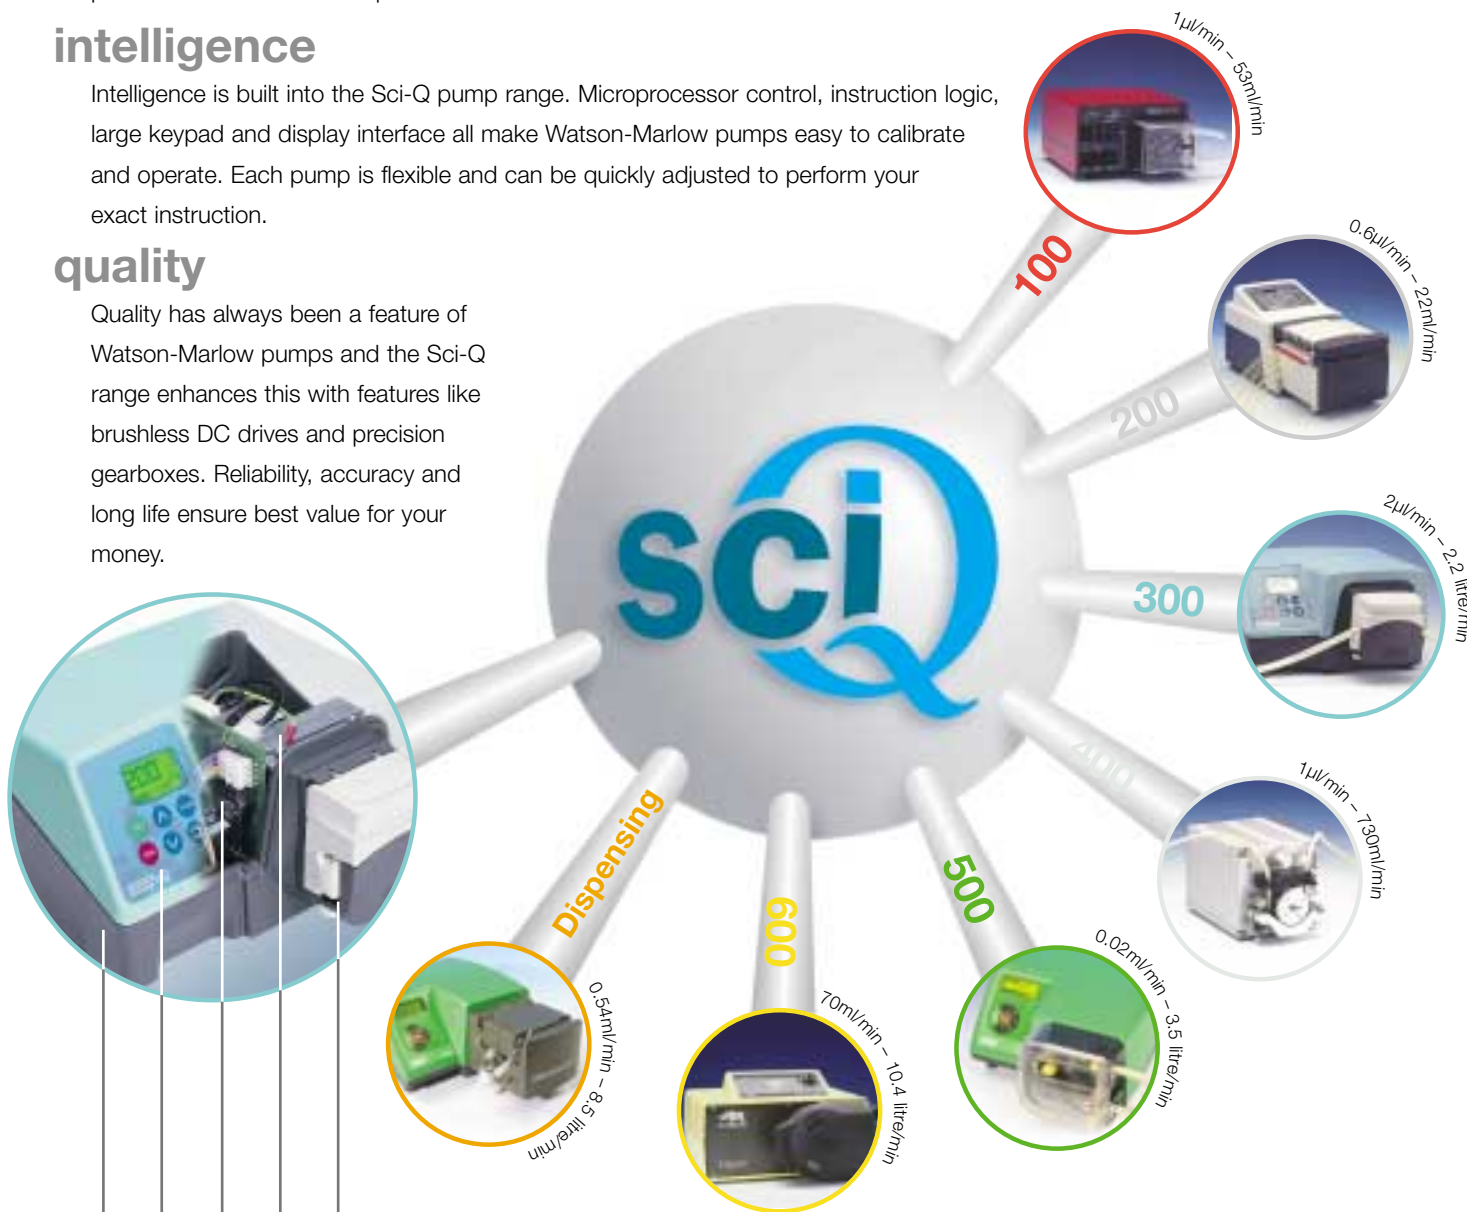 intelligence
Intelligence is built into the Sci-Q pump range. Microprocessor control, instruction logic,
large keypad and display interface all make Watson-Marlow pumps easy to calibrate
and operate. Each pump is flexible and can be quickly adjusted to perform your
exact instruction.
quality
Quality has always been a feature of
Watson-Marlow pumps and the Sci-Q
range enhances this with features like
brushless DC drives and precision
gearboxes. Reliability, accuracy and
long life ensure best value for your
money.
sciQ
100
1µl/min – 53ml/min
200
0.6µl/min – 22ml/min
300
2µl/min – 2.2 litre/min
400
1µl/min – 730ml/min
500
0.02ml/min – 3.5 litre/min
600
70ml/min – 10.4 litre/min
Dispensing
0.54ml/min – 8.5 litre/min